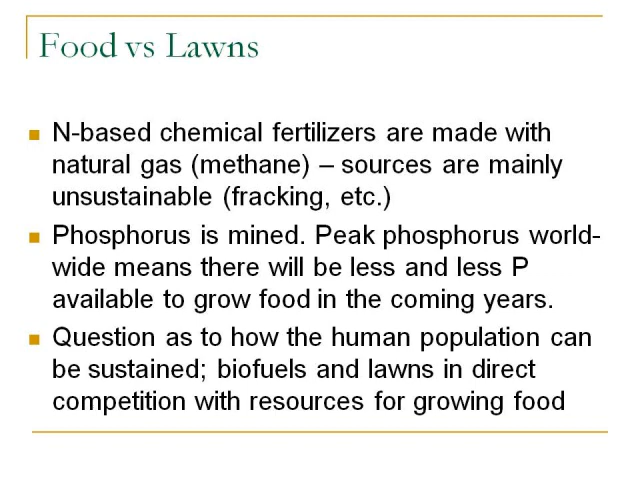 Food vs Lawns
N-based chemical fertilizers are made with
natural gas (methane) – sources are mainly
unsustainable (fracking, etc.)
Phosphorus is mined. Peak phosphorus world-
wide means there will be less and less P
available to grow food in the coming years.
Question as to how the human population can
be sustained; biofuels and lawns in direct
competition with resources for growing food